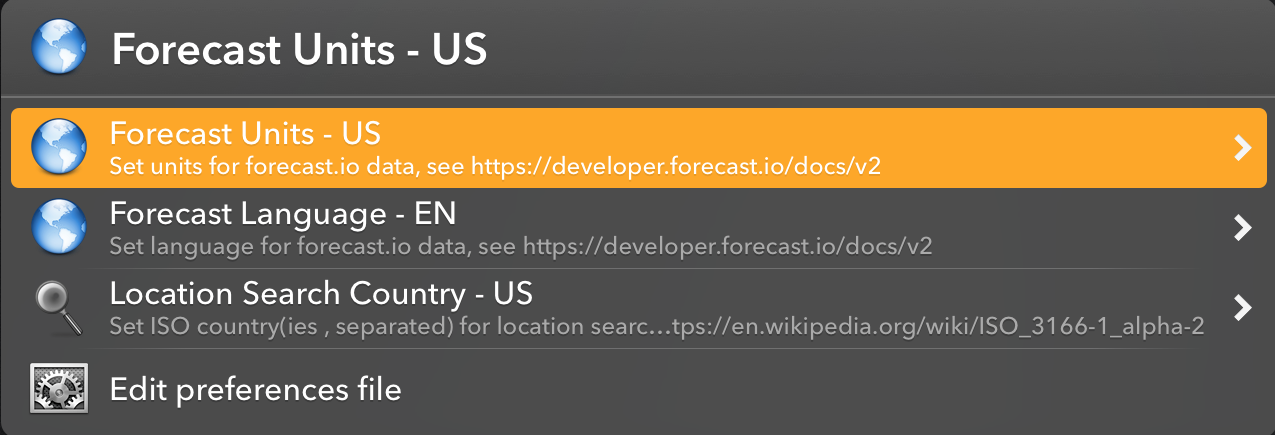 Forecast Units - US
Forecast Units - US
Set units for forecast.io data, see https://developer.forecast.io/docs/v2
Forecast Language - EN
Set language for forecast.io data, see https://developer.forecast.io/docs/v2
Location Search Country - US
Set ISO country(ies , separated) for location searc...tps://en.wikipedia.org/wiki/ISO_3166-1_alpha-2
Edit preferences file